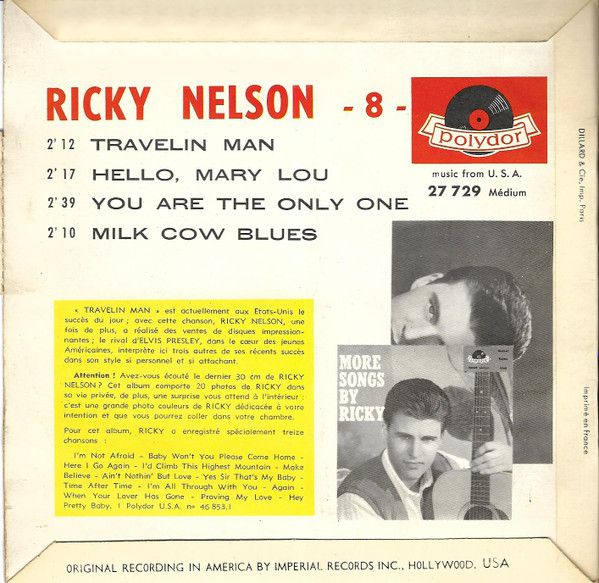 RICKY NELSON - 8 -
polydor
2'12 TRAVELIN MAN
music from U. S. A.
2'17 HELLO, MARY LOU
27 729 Médium
2'39 YOU ARE THE ONLY ONE
2'10 MILK COW BLUES
DILLARD & Cie, Imp. Paris
« TRAVELIN MAN » est actuellement aux Etats-Unis le
succès du jour ; avec cette chanson, RICKY NELSON, une
fois de plus, a réalisé des ventes de disques impression-
nantes ; le rival d'ELVIS PRESLEY, dans le cœur des jeunes
Américaines, interprète ici trois autres de ses récents succès
dans son style si personnel et si attachant.
Attention ! Avez-vous écouté le dernier 30 cm de RICKY
NELSON ? Cet album comporte 20 photos de RICKY dans
sa vie privée, de plus, une surprise vous attend à l'intérieur :
c'est une grande photo couleurs de RICKY dédicacée à votre
intention et que vous pourrez coller dans votre chambre.
Pour cet album, RICKY a enregistré spécialement treize
chansons :
I'm Not Afraid - Baby Won't You Please Come Home -
Here I Go Again - I'd Climb This Highest Mountain - Make
Believe - Ain't Nothin' But Love - Yes Sir That's My Baby -
Time After Time - I'm All Through With You - Again -
When Your Lover Has Gone - Proving My Love - Hey
Pretty Baby. ( Polydor U.S.A. no 46 853.)
MORE
SONGS
BY
RICKY
Imprimé en France
ORIGINAL RECORDING IN AMERICA BY IMPERIAL RECORDS INC., HOLLYWOOD, USA